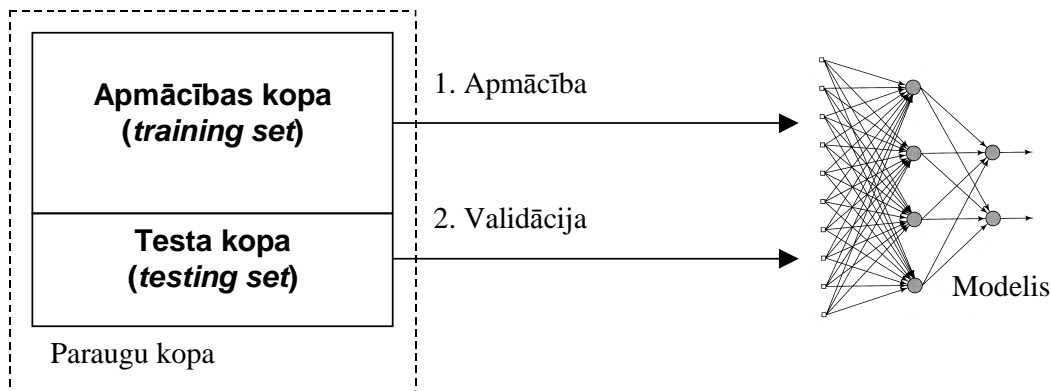 Apmācības kopa
(training set)
1. Apmācība
Testa kopa
(testing set)
2. Validācija
Modelis
Paraugu kopa